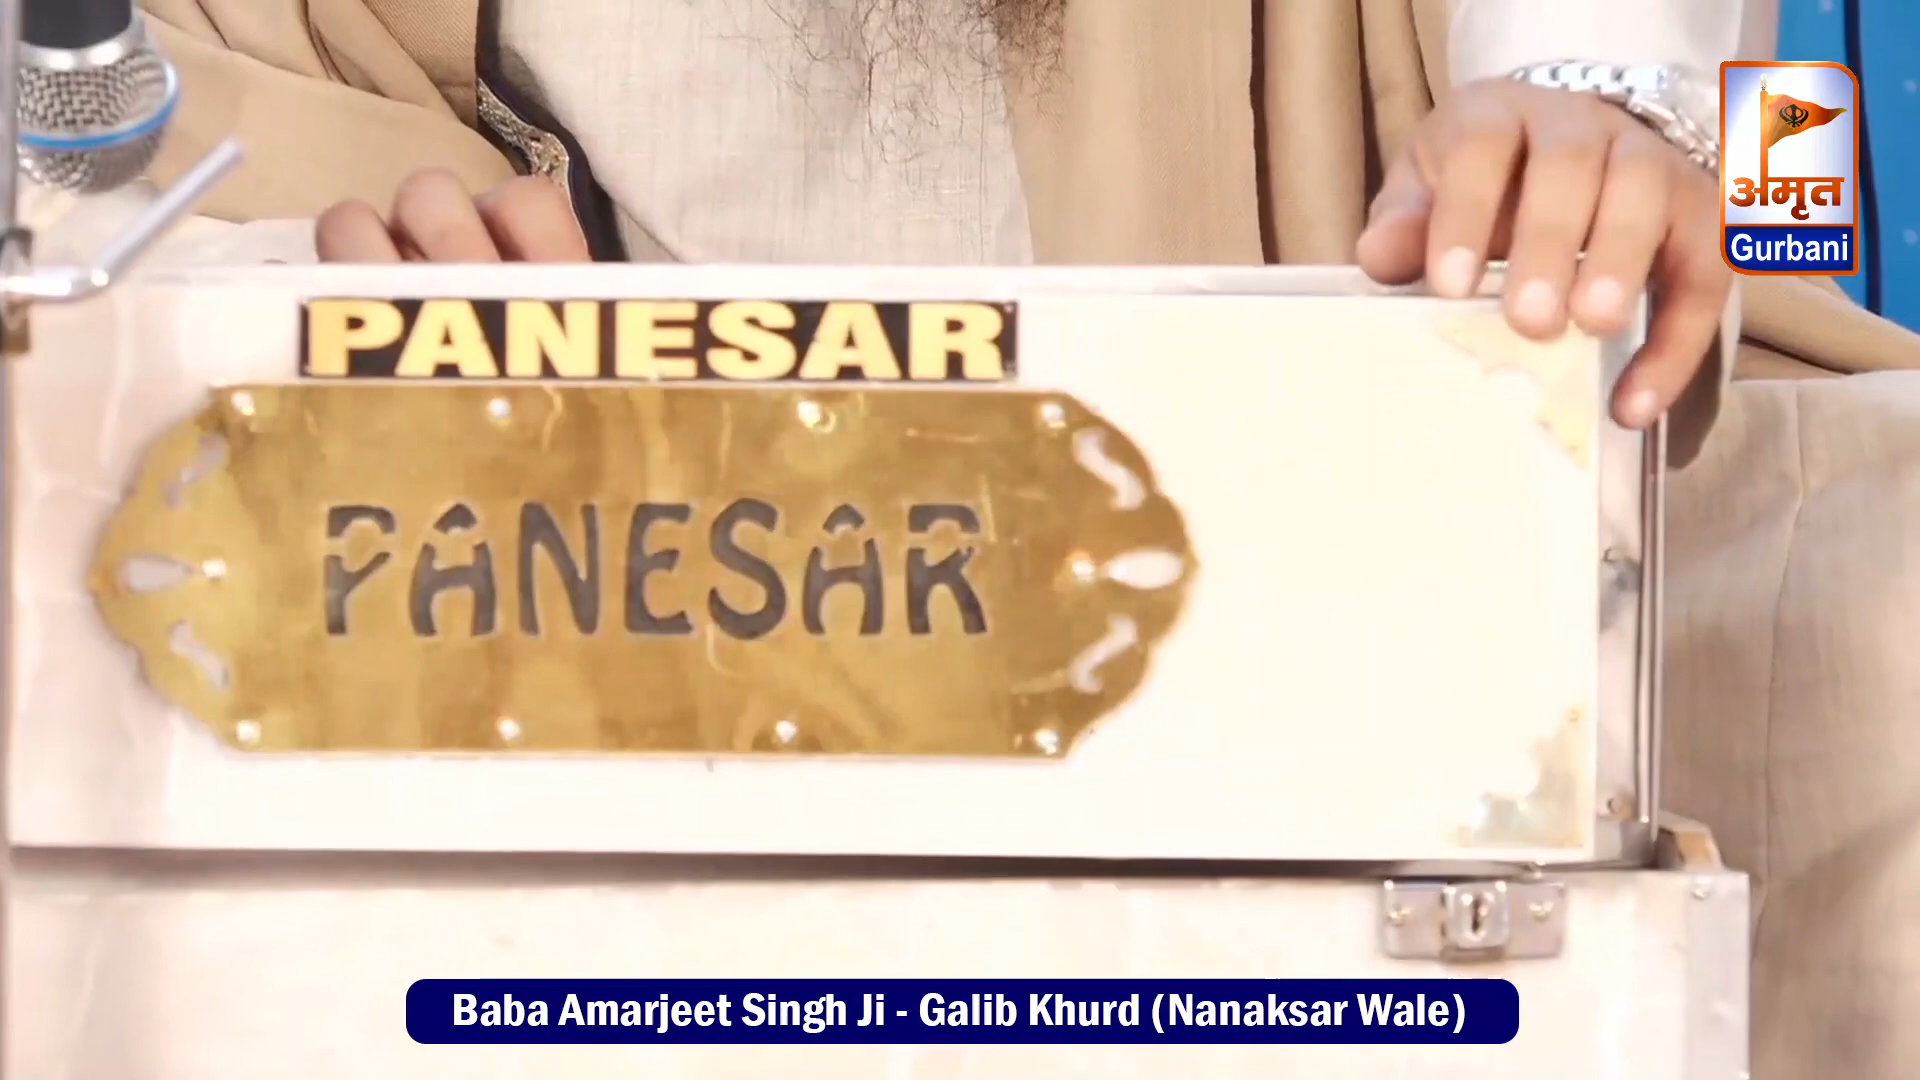 अमृत
Gurbani
PANESAR
PANESAR
Baba Amarjeet Singh Ji - Galib Khurd (Nanaksar Wale)